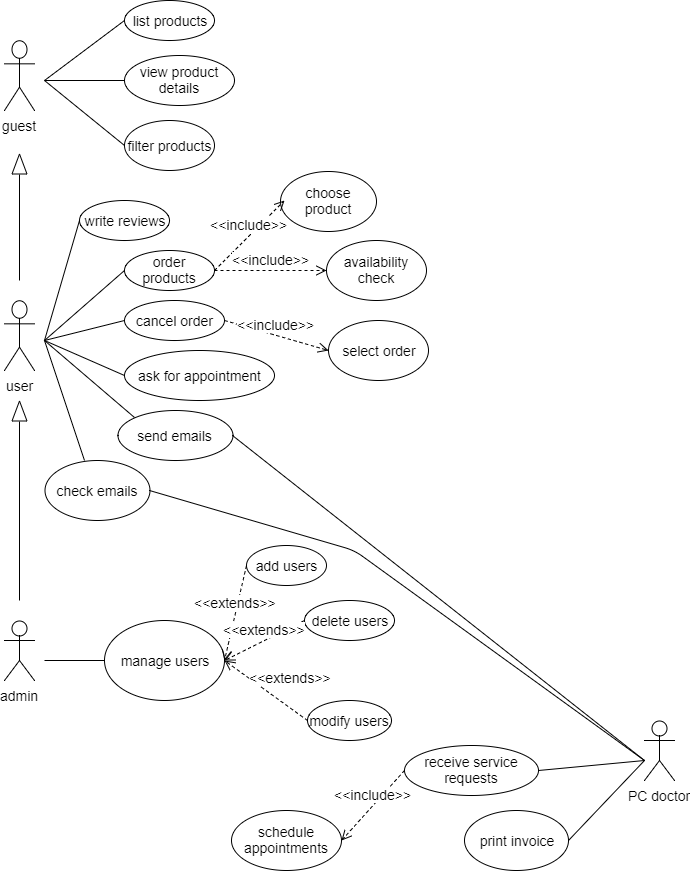 list products
view product
details
guest
filter products
choose
product
write reviews
<<include>>
order
products
<<include>>
availability
check
cancel order
<<include>>
select order
user
ask for appointment
send emails
check emails
add users
<<extends>>
delete users
<<extends>>
manage users
<<extends>>
admin
modify users
receive service
requests
PC doctor
<<include>>
schedule
appointments
print invoice